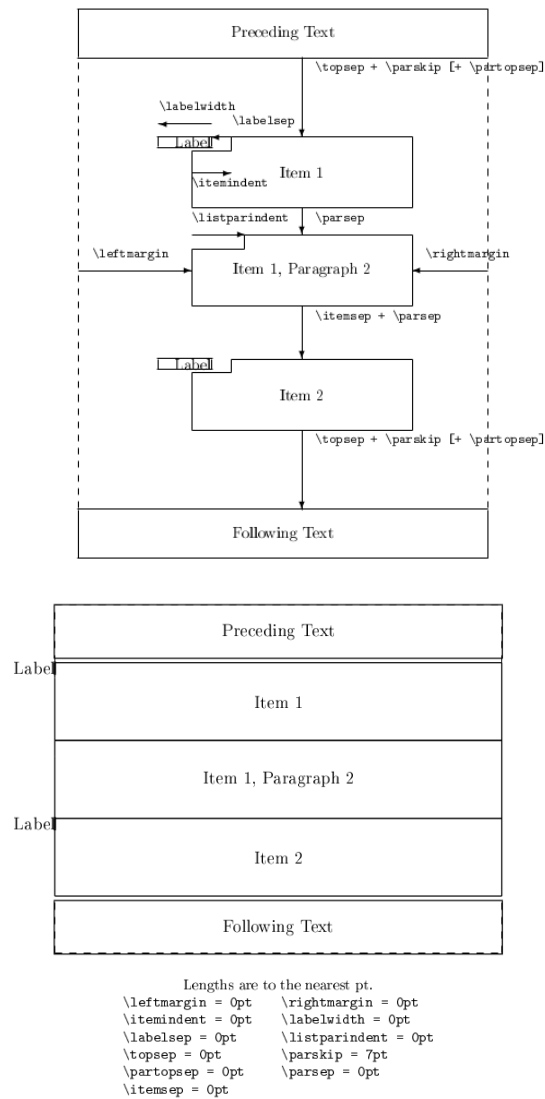 Preceding Text
\topsep + \parskip [+ \partopsep]
\labelwidth
\labelsep
Label
Item 1
\itemindent
\listparindent \parsep
\leftmargin \rightmargin
Item 1, Paragraph 2
\itemsep + \parsep
Label
Item 2
\topsep + \parskip [+ \partopsep]
Following Text
Preceding Text
Label
Item 1
Item 1, Paragraph 2
Label
Item 2
Following Text
Lengths are to the nearest pt.
\leftmargin = 0pt \rightmargin = 0pt
\itemindent = 0pt \labelwidth = 0pt
\labelsep = 0pt \listparindent = 0pt
\topsep = 0pt \parskip = 7pt
\partopsep = 0pt \parsep = 0pt
\itemsep = 0pt